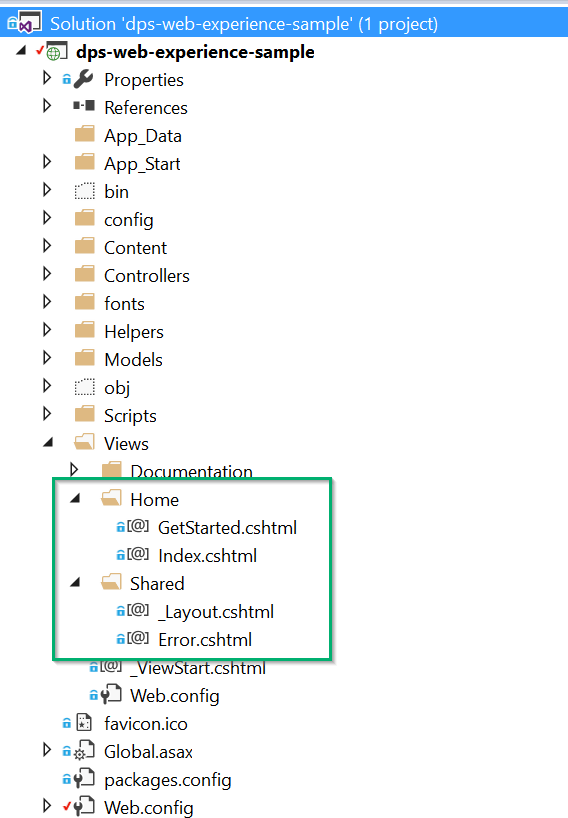 Solution 'dps-web-experience-sample' (1 project)
dps-web-experience-sample
Properties
References
App_Data
App_Start
bin
config
Content
Controllers
fonts
Helpers
Models
obj
Scripts
Views
Documentation
Home
[@] GetStarted.cshtml
[@] Index.cshtml
Shared
[@] _Layout.cshtml
[@] Error.cshtml
[@] _ViewStart.cshtml
Web.config
favicon.ico
Global.asax
packages.config
Web.config